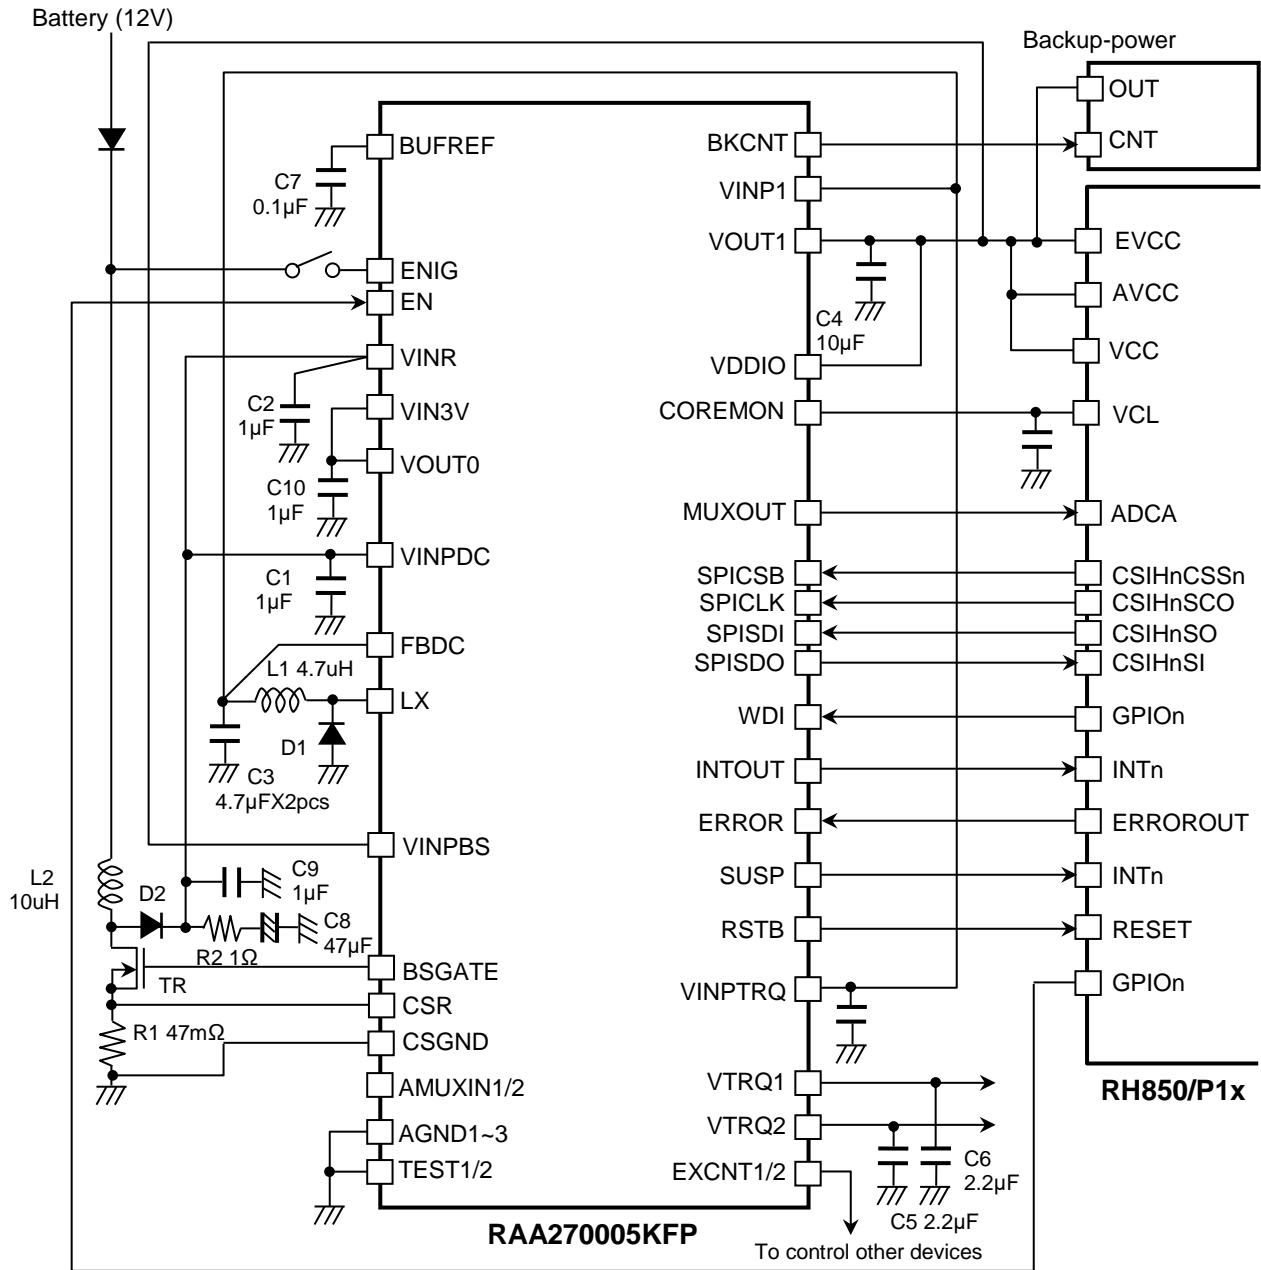 Battery (12V)
Backup-power
OUT
CNT
BUFREF
C7
0.1µF
ENIG
EN
VINR
C2
1µF
VIN3V
VOUT0
C10
1µF
VINPDC
C1
1µF
FBDC
L1 4.7uH
LX
D1
C3
4.7µFX2pcs
VINPBS
L2
10uH
D2
C9
1µF
C8
47µF
R2 1Ω
TR
BSGATE
CSR
R1 47mΩ
CSGND
AMUXIN1/2
AGND1~3
TEST1/2
BKCNT
VINP1
VOUT1
C4
10µF
VDDIO
COREMON
MUXOUT
SPICSB
SPICLK
SPISDI
SPISDO
WDI
INTOUT
ERROR
SUSP
RSTB
VINPTRQ
VTRQ1
VTRQ2
EXCNT1/2
C6
2.2µF
C5 2.2µF
To control other devices
RAA270005KFP
EVCC
AVCC
VCC
VCL
ADCA
CSIHnCSSn
CSIHnSCO
CSIHnSO
CSIHnSI
GPIOn
INTn
ERROROUT
INTn
RESET
GPIOn
RH850/P1x